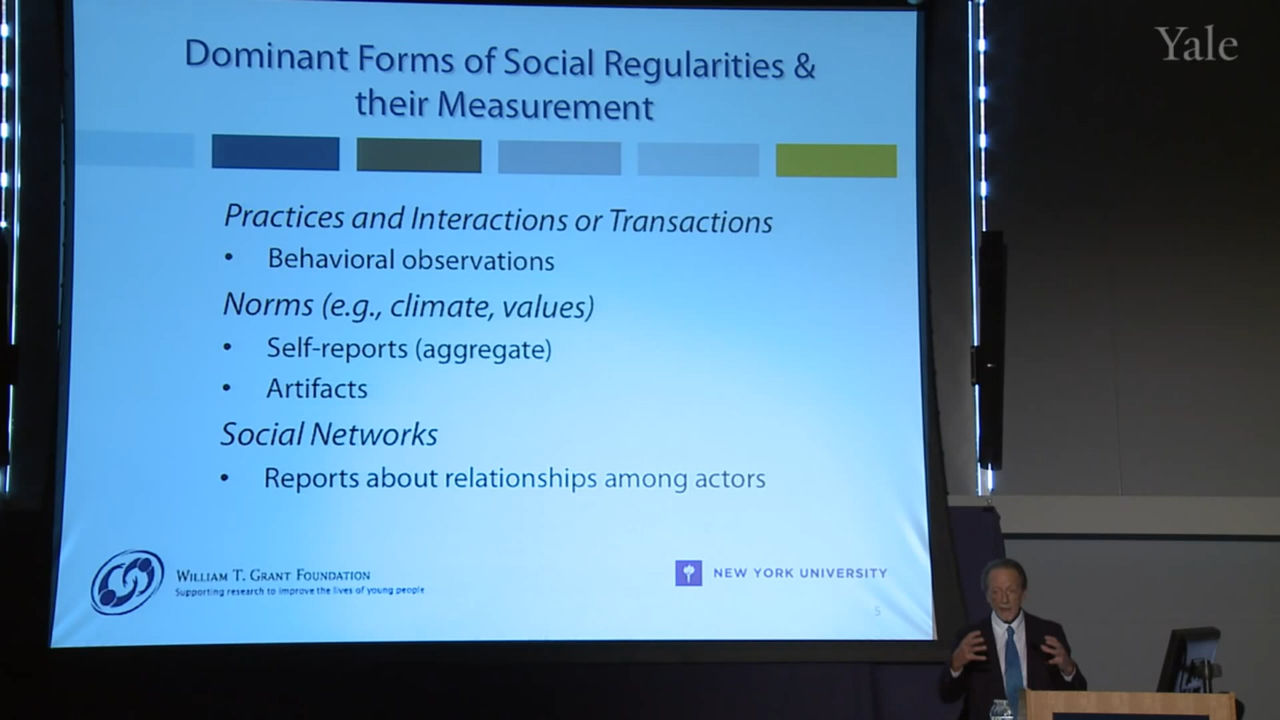 Yale
Dominant Forms of Social Regularities &
their Measurement
Practices and Interactions or Transactions
• Behavioral observations
Norms (e.g., climate, values)
• Self-reports (aggregate)
• Artifacts
Social Networks
• Reports about relationships among actors
WILLIAM T. GRANT FOUNDATION
Supporting research to improve the lives of young people
NEW YORK UNIVERSITY
5